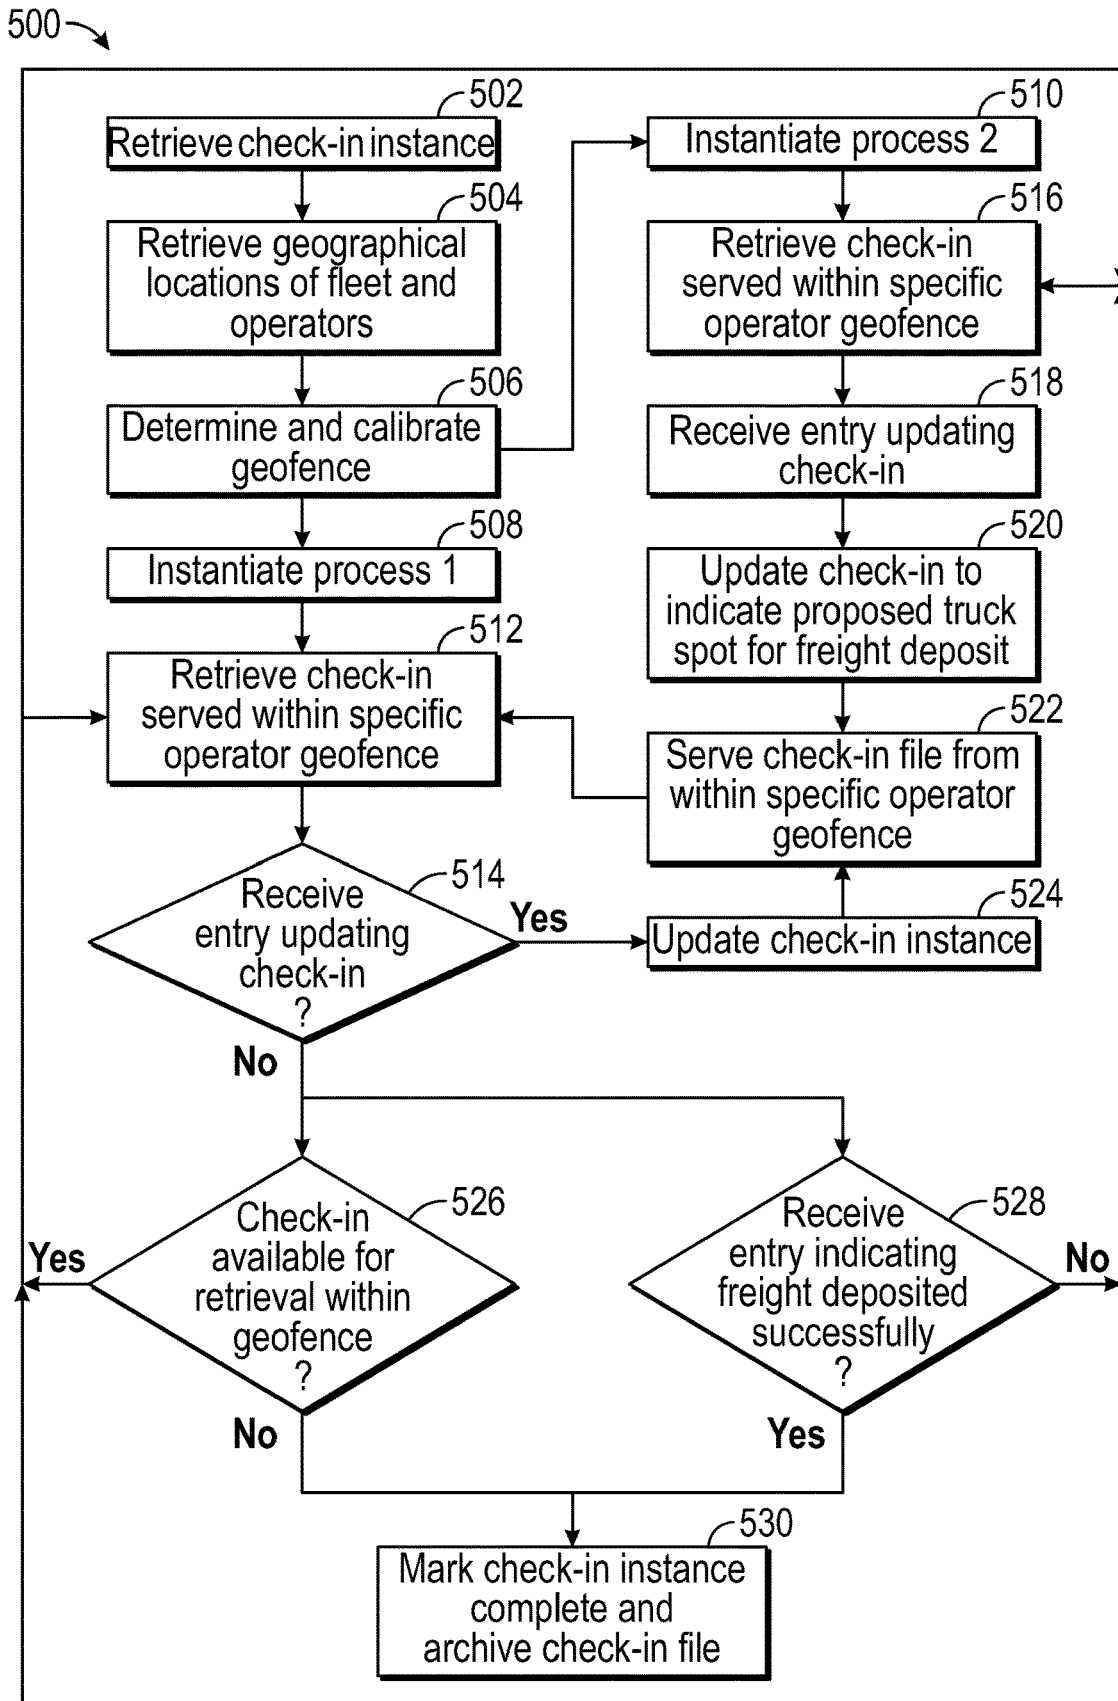 500
502
Retrieve check-in instance
504
Retrieve geographical
locations of fleet and
operators
506
Determine and calibrate
geofence
508
Instantiate process 1
512
Retrieve check-in
served within specific
operator geofence
514
Receive
entry updating
check-in
?
Yes
No
510
Instantiate process 2
516
Retrieve check-in
served within specific
operator geofence
518
Receive entry updating
check-in
520
Update check-in to
indicate proposed truck
spot for freight deposit
522
Serve check-in file from
within specific operator
geofence
524
Update check-in instance
526
Check-in
available for
retrieval within
geofence
?
Yes
No
528
Receive
entry indicating
freight deposited
successfully
?
No
Yes
530
Mark check-in instance
complete and
archive check-in file